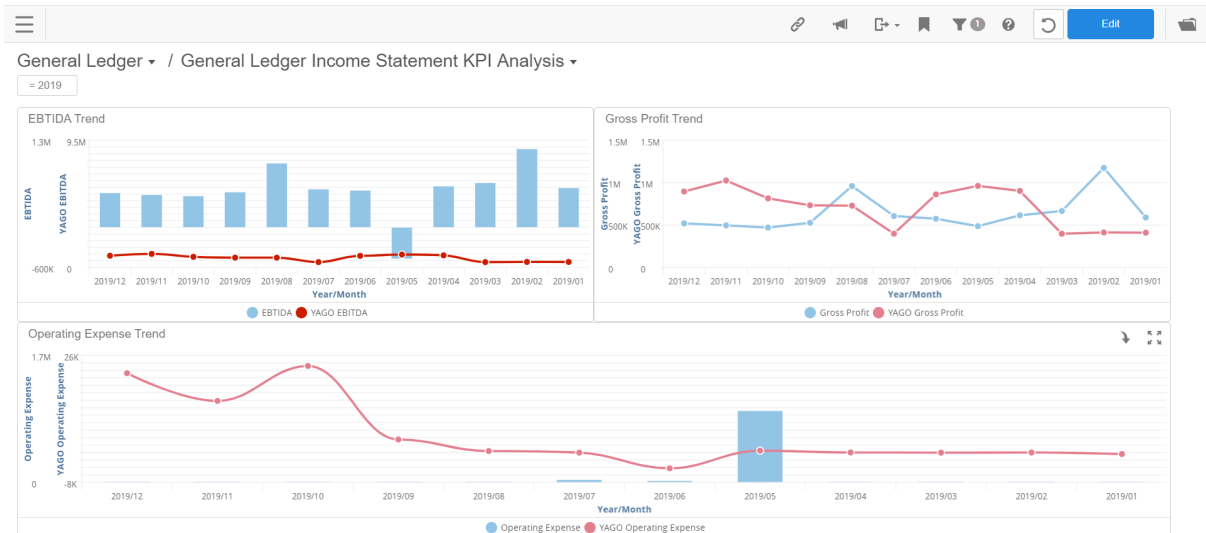 1
Edit
General Ledger / General Ledger Income Statement KPI Analysis
= 2019
EBTIDA Trend
1.3M 9.5M
EBTIDA
YAGO EBITDA
-600K 0
2019/12 2019/11 2019/10 2019/09 2019/08 2019/07 2019/06 2019/05 2019/04 2019/03 2019/02 2019/01
Year/Month
EBTIDA YAGO EBITDA
Gross Profit Trend
1.5M 1.5M
1M 1M
500K 500K
Gross Profit
YAGO Gross Profit
0 0
2019/12 2019/11 2019/10 2019/09 2019/08 2019/07 2019/06 2019/05 2019/04 2019/03 2019/02 2019/01
Year/Month
Gross Profit YAGO Gross Profit
Operating Expense Trend
1.7M 26K
Operating Expense
YAGO Operating Expense
0 -8K
2019/12 2019/11 2019/10 2019/09 2019/08 2019/07 2019/06 2019/05 2019/04 2019/03 2019/02 2019/01
Year/Month
Operating Expense YAGO Operating Expense